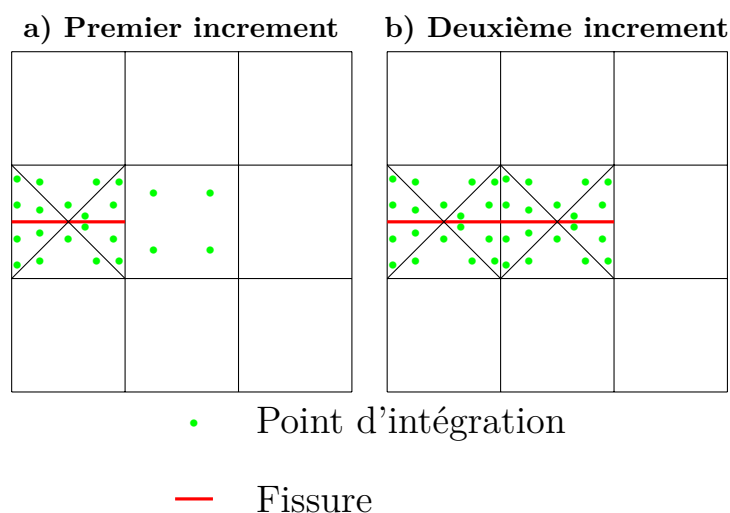 a) Premier increment
b) Deuxième increment
Point d'intégration
Fissure